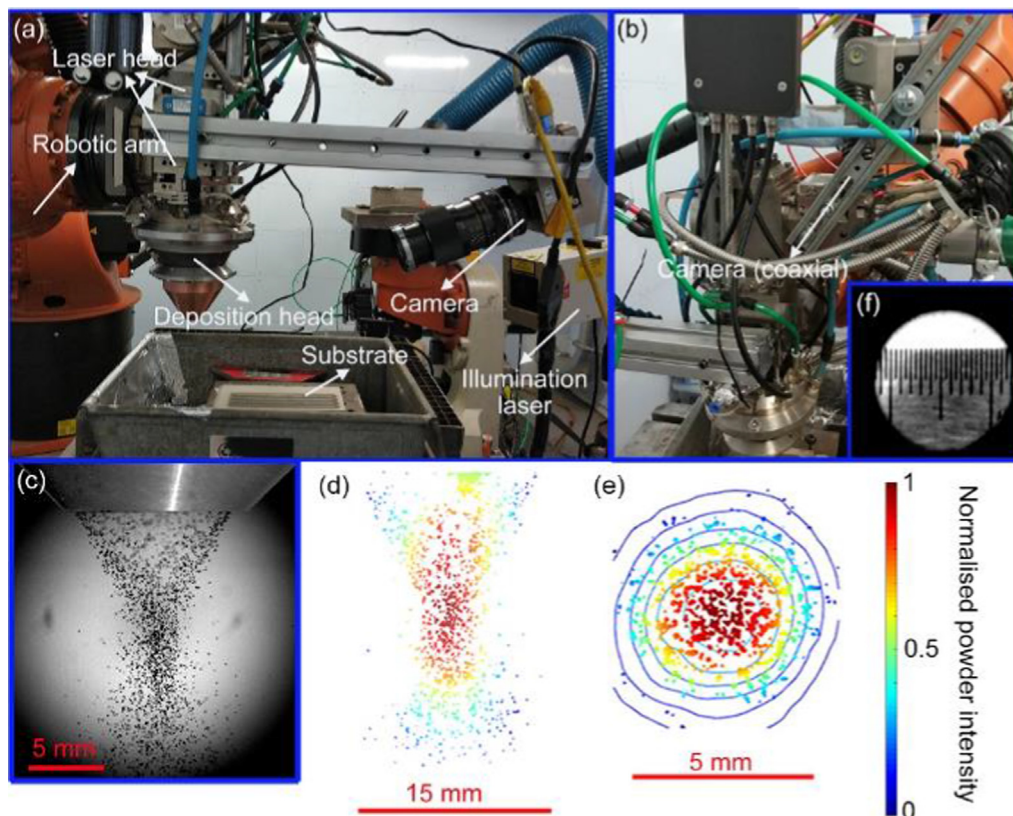 (a)
Laser head
Robotic arm
Deposition head
Camera
Substrate
Illumination
laser
(b)
Camera (coaxial)
(f)
(c)
5 mm
(d)
15 mm
(e)
5 mm
1
0.5
0
Normalised powder intensity